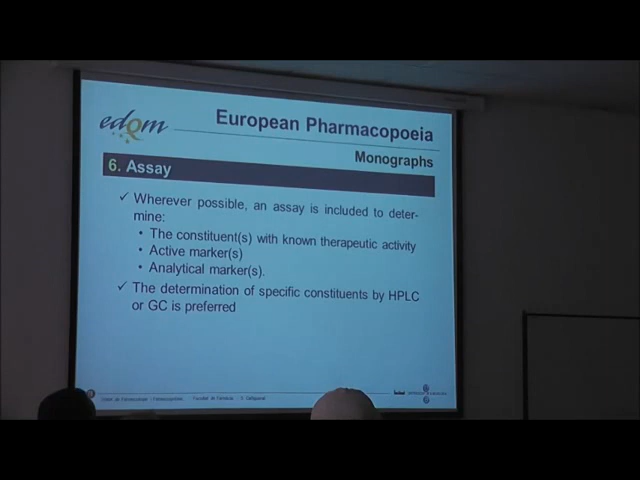 edQm
European Pharmacopoeia
Monographs
6. Assay
✓ Wherever possible, an assay is included to deter-
mine:
• The constituent(s) with known therapeutic activity
• Active marker(s)
• Analytical marker(s).
✓ The determination of specific constituents by HPLC
or GC is preferred